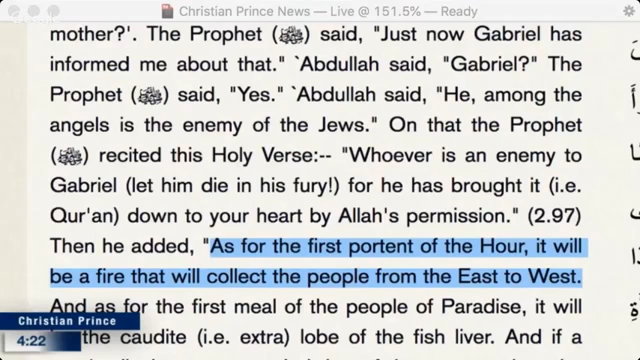 Christian Prince News — Live @ 151.5% — Ready
mother?'. The Prophet (ﷺ) said, "Just now Gabriel has
informed me about that." `Abdullah said, "Gabriel?" The
Prophet (ﷺ) said, "Yes." `Abdullah said, "He, among the
angels is the enemy of the Jews." On that the Prophet
(ﷺ) recited this Holy Verse:-- "Whoever is an enemy to
Gabriel (let him die in his fury!) for he has brought it (i.e.
Qur'an) down to your heart by Allah's permission." (2.97)
Then he added, "As for the first portent of the Hour, it will
be a fire that will collect the people from the East to West.
And as for the first meal of the people of Paradise, it will
the caudite (i.e. extra) lobe of the fish liver. And if a
Christian Prince
4:22